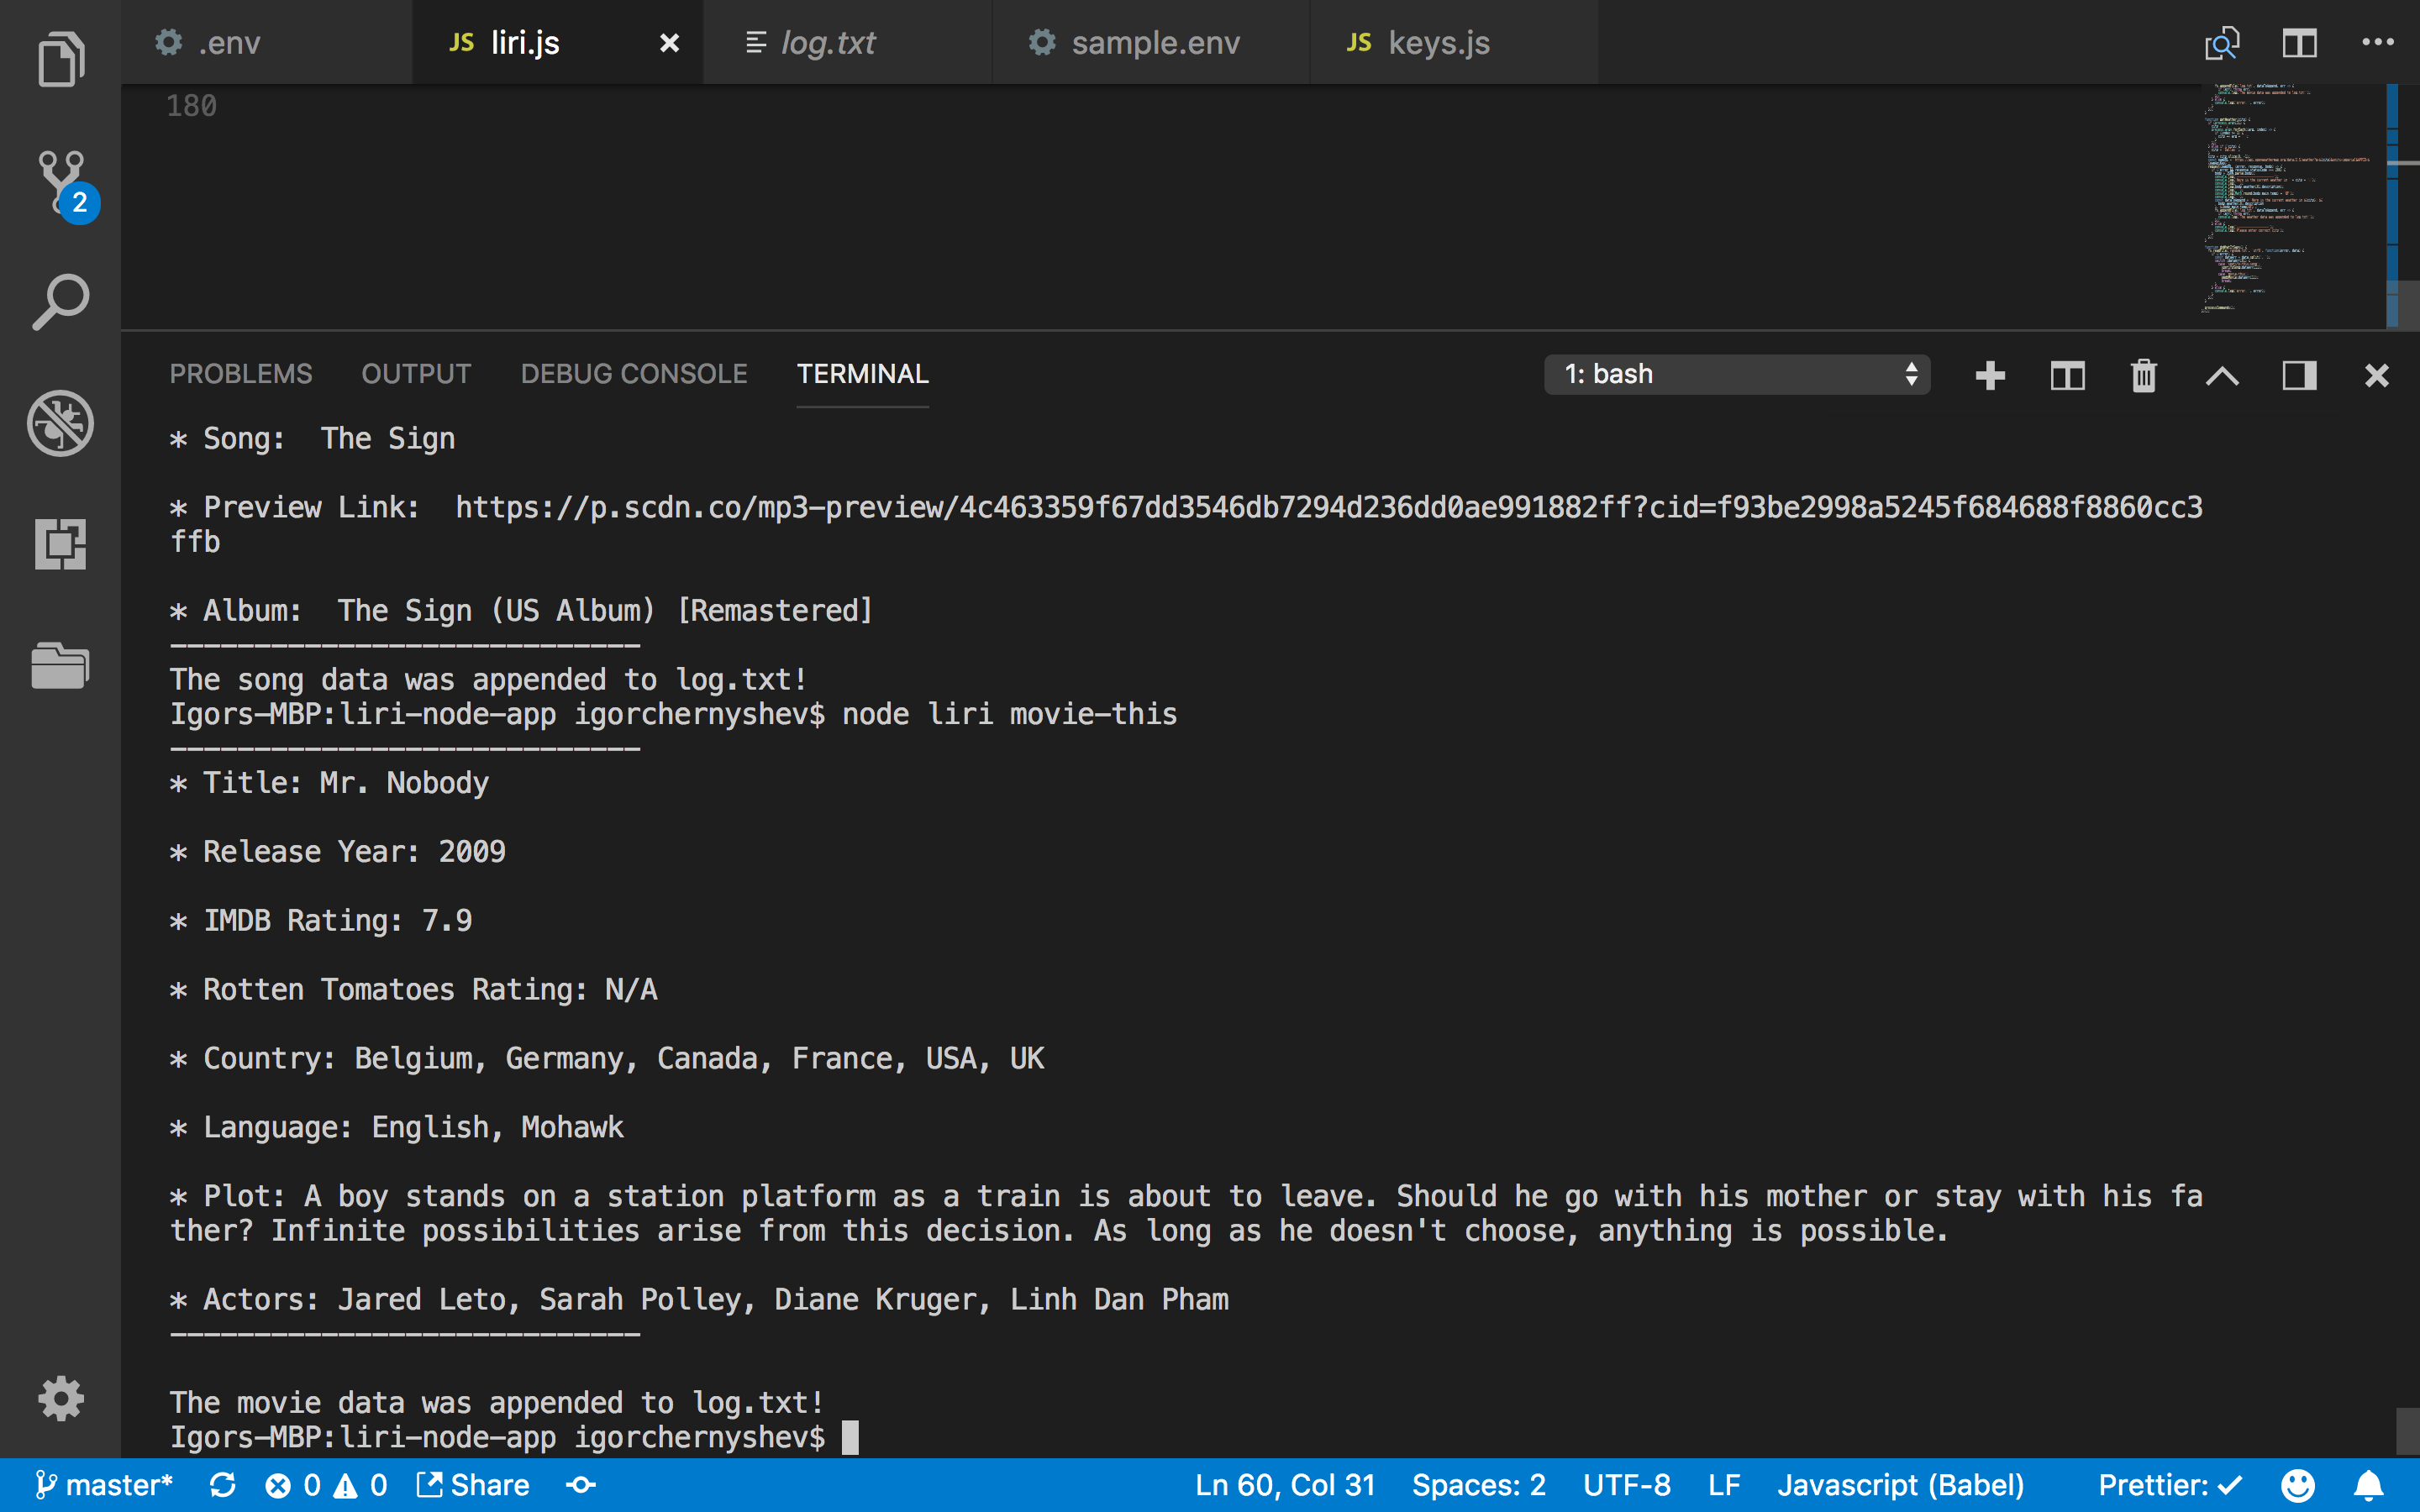 .env
JS liri.js
log.txt
sample.env
JS keys.js
180
2
PROBLEMS OUTPUT DEBUG CONSOLE TERMINAL
1: bash
* Song:  The Sign
* Preview Link:  https://p.scdn.co/mp3-preview/4c463359f67dd3546db7294d236dd0ae991882ff?cid=f93be2998a5245f684688f8860cc3
ffb
* Album:  The Sign (US Album) [Remastered]
----------------------------
The song data was appended to log.txt!
Igors-MBP:liri-node-app igorchernyshev$ node liri movie-this
----------------------------
* Title: Mr. Nobody
* Release Year: 2009
* IMDB Rating: 7.9
* Rotten Tomatoes Rating: N/A
* Country: Belgium, Germany, Canada, France, USA, UK
* Language: English, Mohawk
* Plot: A boy stands on a station platform as a train is about to leave. Should he go with his mother or stay with his fa
ther? Infinite possibilities arise from this decision. As long as he doesn't choose, anything is possible.
* Actors: Jared Leto, Sarah Polley, Diane Kruger, Linh Dan Pham
----------------------------
The movie data was appended to log.txt!
Igors-MBP:liri-node-app igorchernyshev$
master* 0 0 Share Ln 60, Col 31 Spaces: 2 UTF-8 LF Javascript (Babel) Prettier: ✓